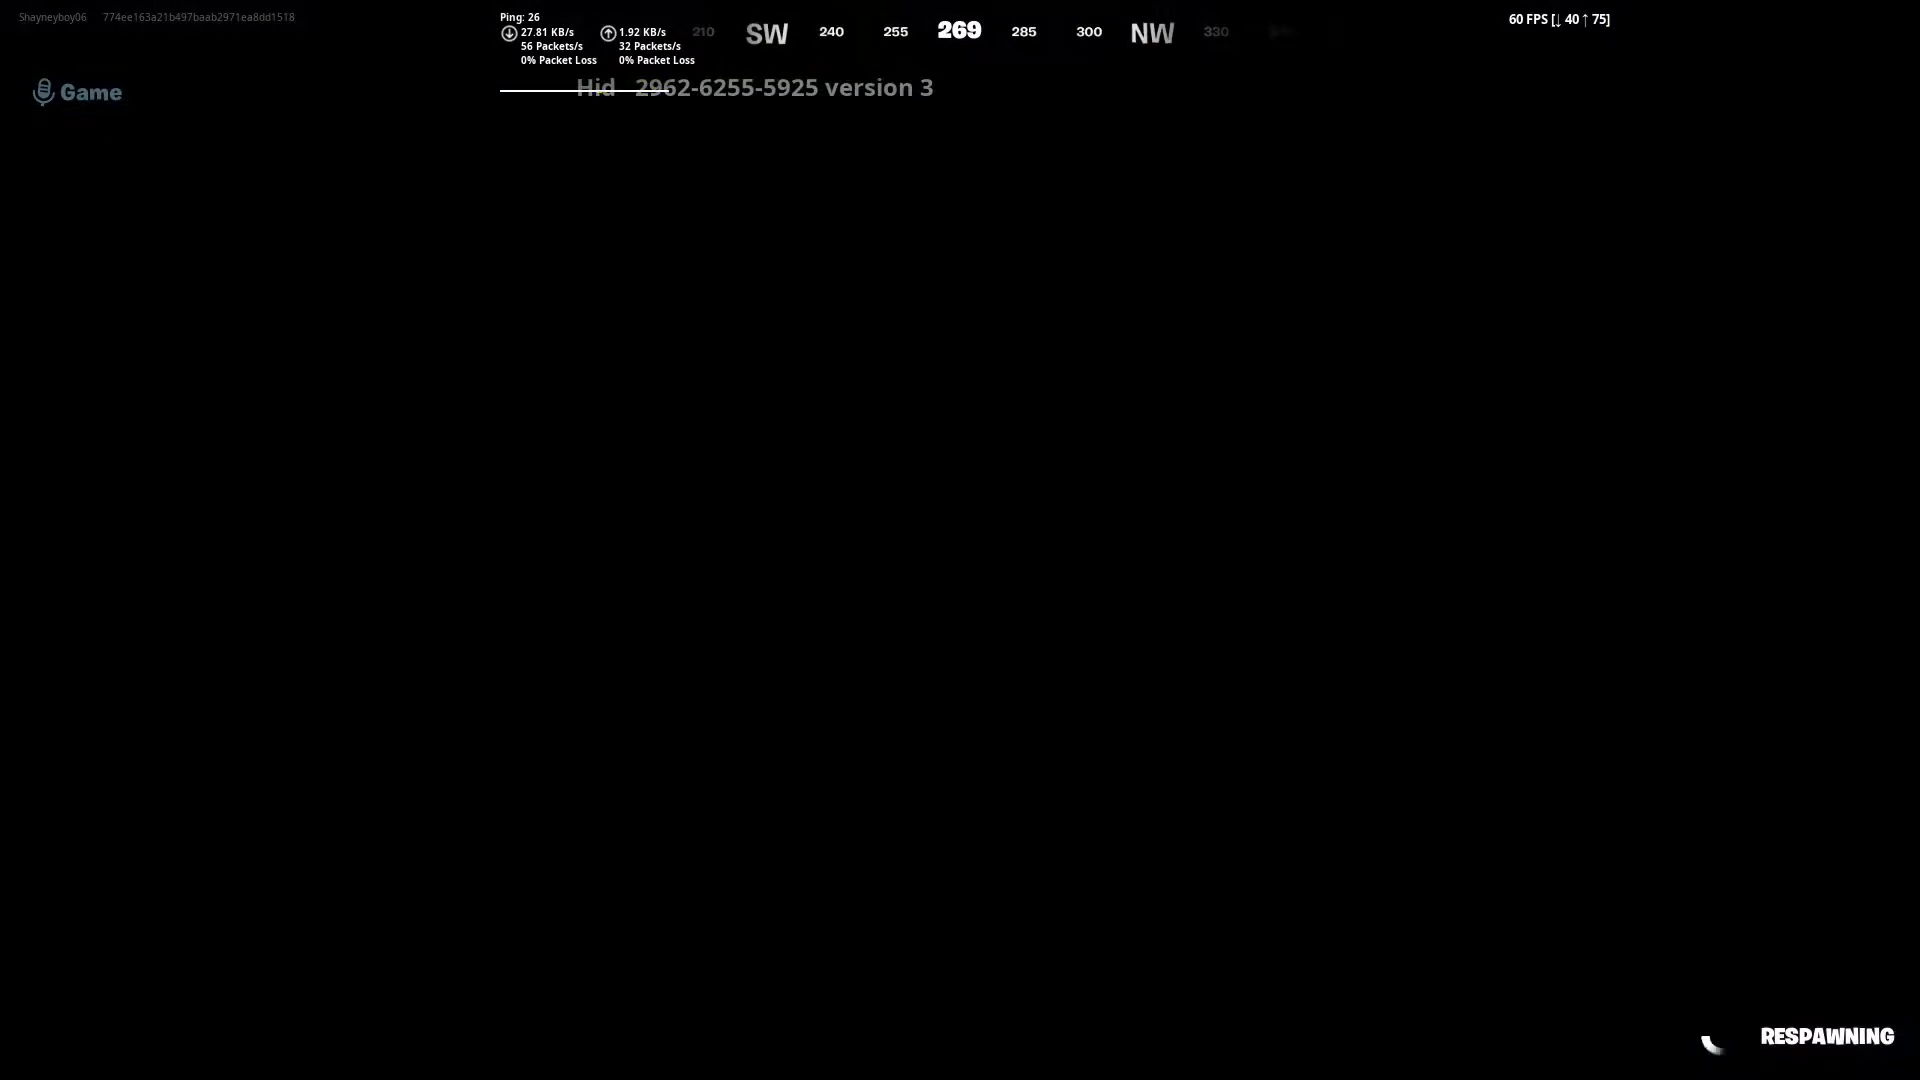 Shayneyboy06 774ee163a21b497baab2971ea8dd1518
Ping: 26
27.81 KB/s 1.92 KB/s
56 Packets/s 32 Packets/s
0% Packet Loss 0% Packet Loss
210 SW 240 255 269 285 300 NW 330
60 FPS [↓ 40 ↑ 75]
Game
Hid 2962-6255-5925 version 3
RESPAWNING